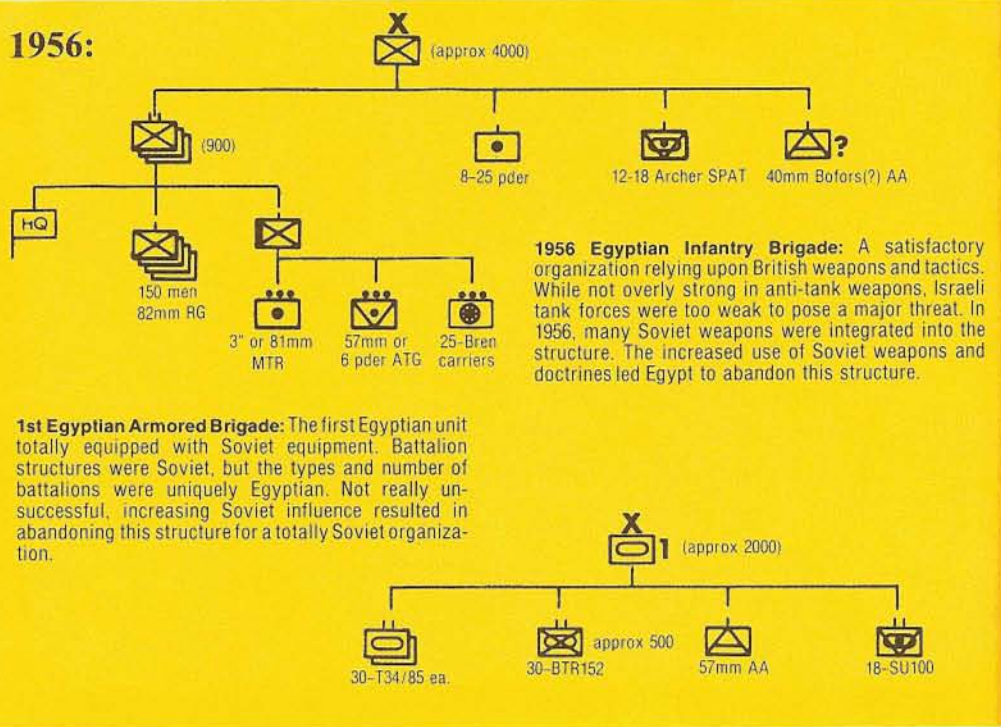 1956:
X
(approx 4000)
(900)
8–25 pder
12-18 Archer SPAT
?
40mm Bofors(?) AA
HQ
150 men
82mm RG
3" or 81mm
MTR
57mm or
6 pder ATG
25-Bren
carriers
1956 Egyptian Infantry Brigade: A satisfactory
organization relying upon British weapons and tactics.
While not overly strong in anti-tank weapons, Israeli
tank forces were too weak to pose a major threat. In
1956, many Soviet weapons were integrated into the
structure. The increased use of Soviet weapons and
doctrines led Egypt to abandon this structure.
1st Egyptian Armored Brigade: The first Egyptian unit
totally equipped with Soviet equipment. Battalion
structures were Soviet, but the types and number of
battalions were uniquely Egyptian. Not really un-
successful, increasing Soviet influence resulted in
abandoning this structure for a totally Soviet organiza-
tion.
X
1 (approx 2000)
30–T34/85 ea.
approx 500
30–BTR152
57mm AA
18-SU100